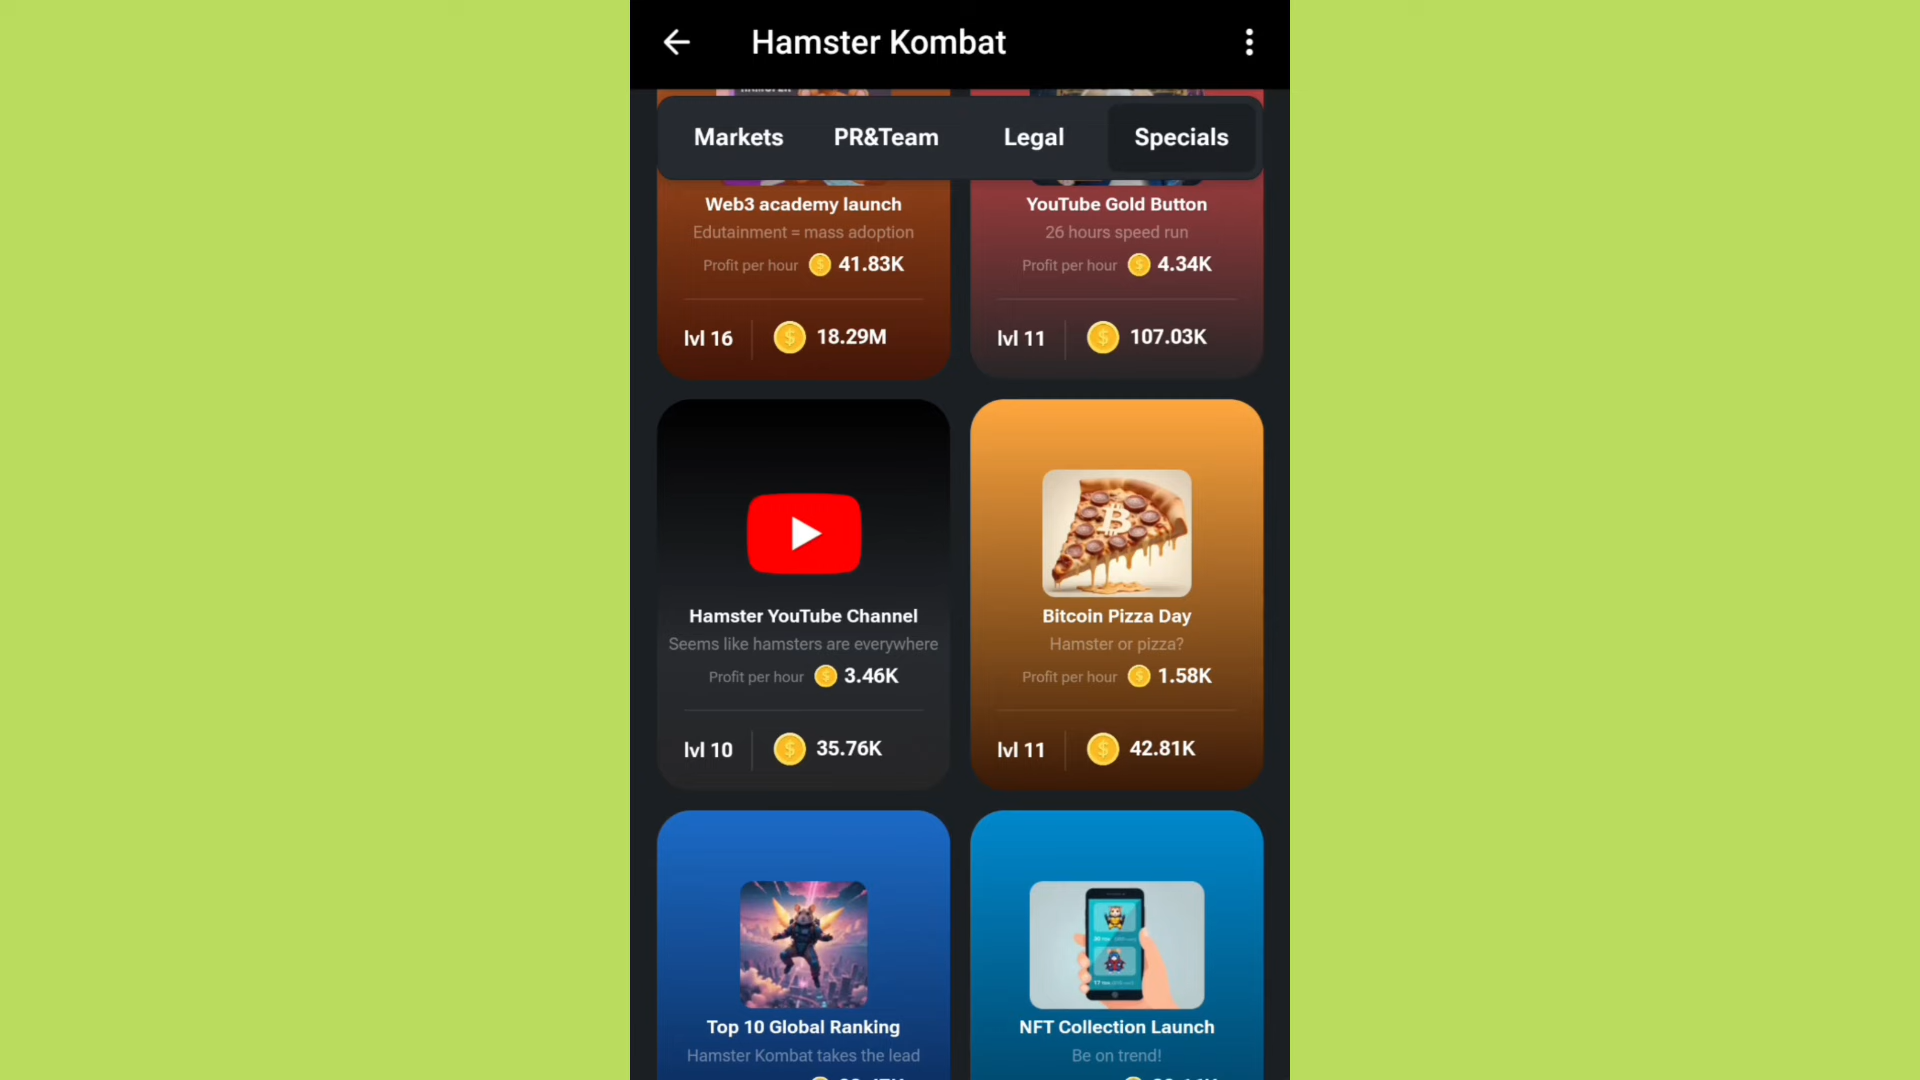 Hamster Kombat
Markets PR&Team Legal Specials
Web3 academy launch
Edutainment = mass adoption
Profit per hour 41.83K
lvl 16 18.29M
YouTube Gold Button
26 hours speed run
Profit per hour 4.34K
lvl 11 107.03K
Hamster YouTube Channel
Seems like hamsters are everywhere
Profit per hour 3.46K
lvl 10 35.76K
Bitcoin Pizza Day
Hamster or pizza?
Profit per hour 1.58K
lvl 11 42.81K
Top 10 Global Ranking
Hamster Kombat takes the lead
NFT Collection Launch
Be on trend!